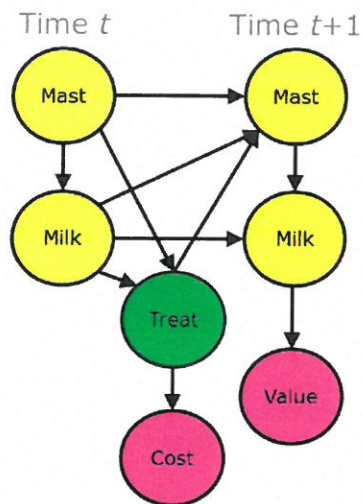 Time t Time t+1
Mast Mast
Milk Milk
Treat
Value
Cost